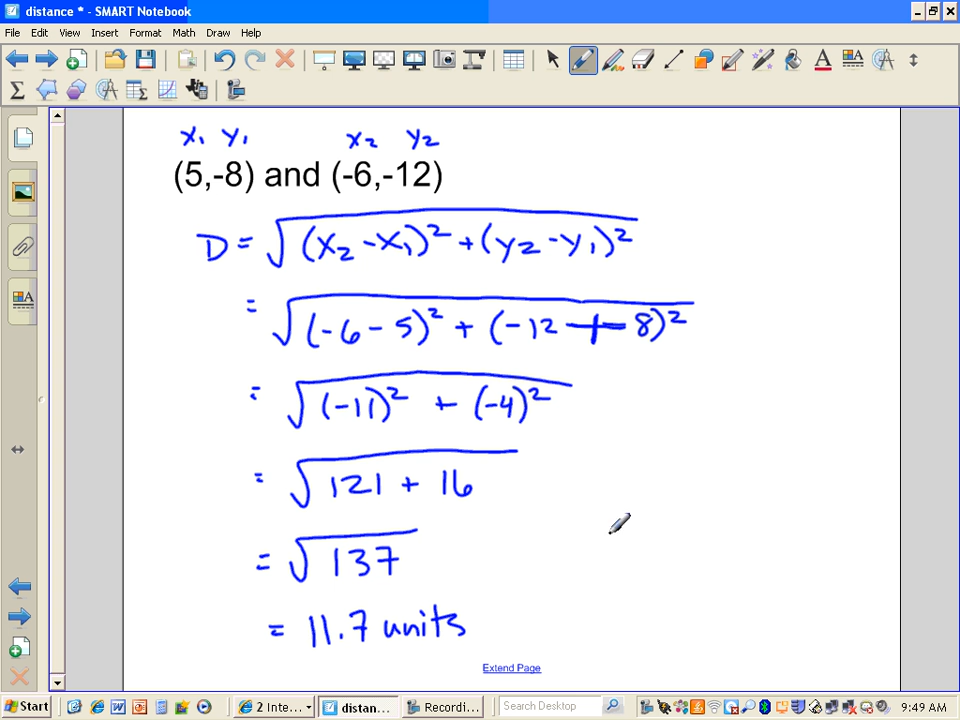 distance * - SMART Notebook
File Edit View Insert Format Math Draw Help
x₁ y₁ x₂ y₂
(5,-8) and (-6,-12)
D = √(x₂ - x₁)² + (y₂ - y₁)²
= √(-6 - 5)² + (-12 + 8)²
= √(-11)² + (-4)²
= √121 + 16
= √137
= 11.7 units
Extend Page
Start 2 Inte... distan... Recordi... Search Desktop 9:49 AM